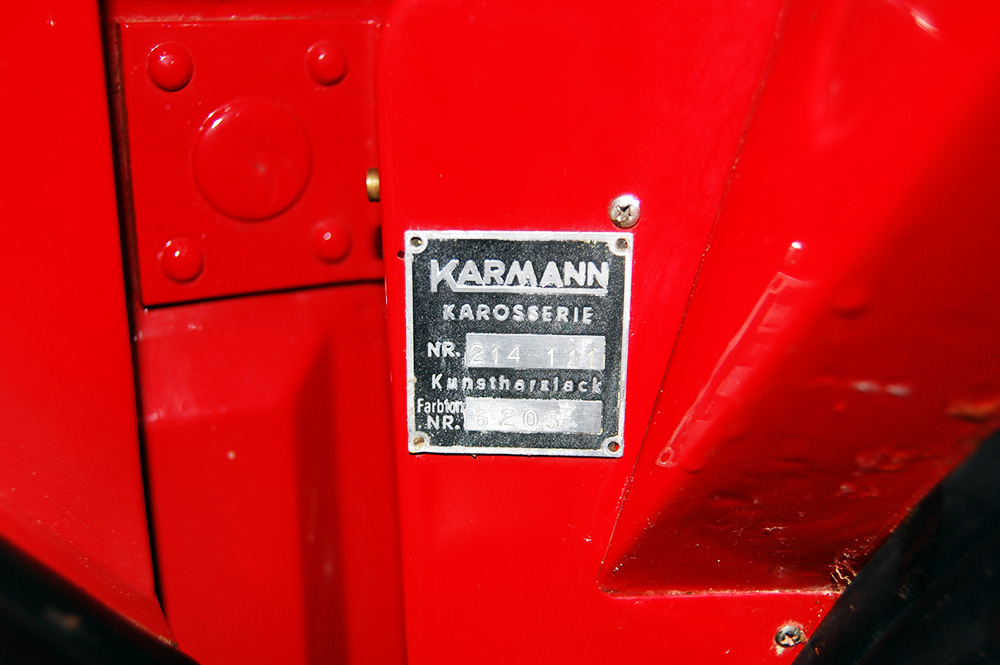 KARMANN
KAROSSERIE
NR. 214 111
Kunstharzlack
Farbton
NR. 6205